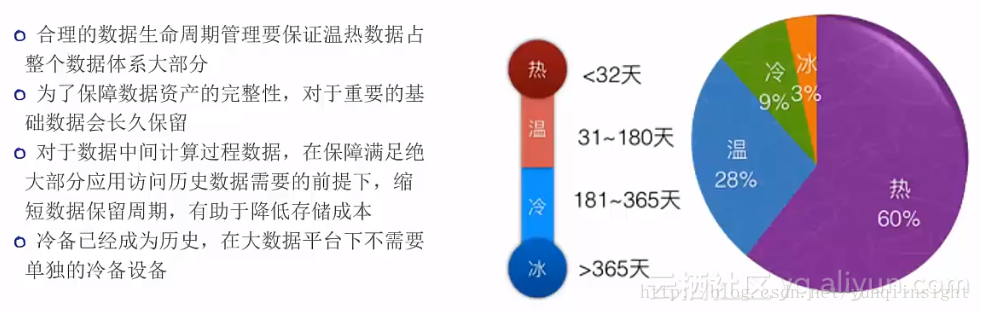 合理的数据生命周期管理要保证温热数据占
整个数据体系大部分
为了保障数据资产的完整性，对于重要的基
础数据会长久保留
对于数据中间计算过程数据，在保障满足绝
大部分应用访问历史数据需要的前提下，缩
短数据保留周期，有助于降低存储成本
冷备已经成为历史，在大数据平台下不需要
单独的冷备设备
热
<32天
温
31~180天
冷
181~365天
冰
>365天
冰
3%
冷
9%
温
28%
热
60%
云栖社区 yq.aliyun.com
http://blog.csdn.net/yunqiinsight